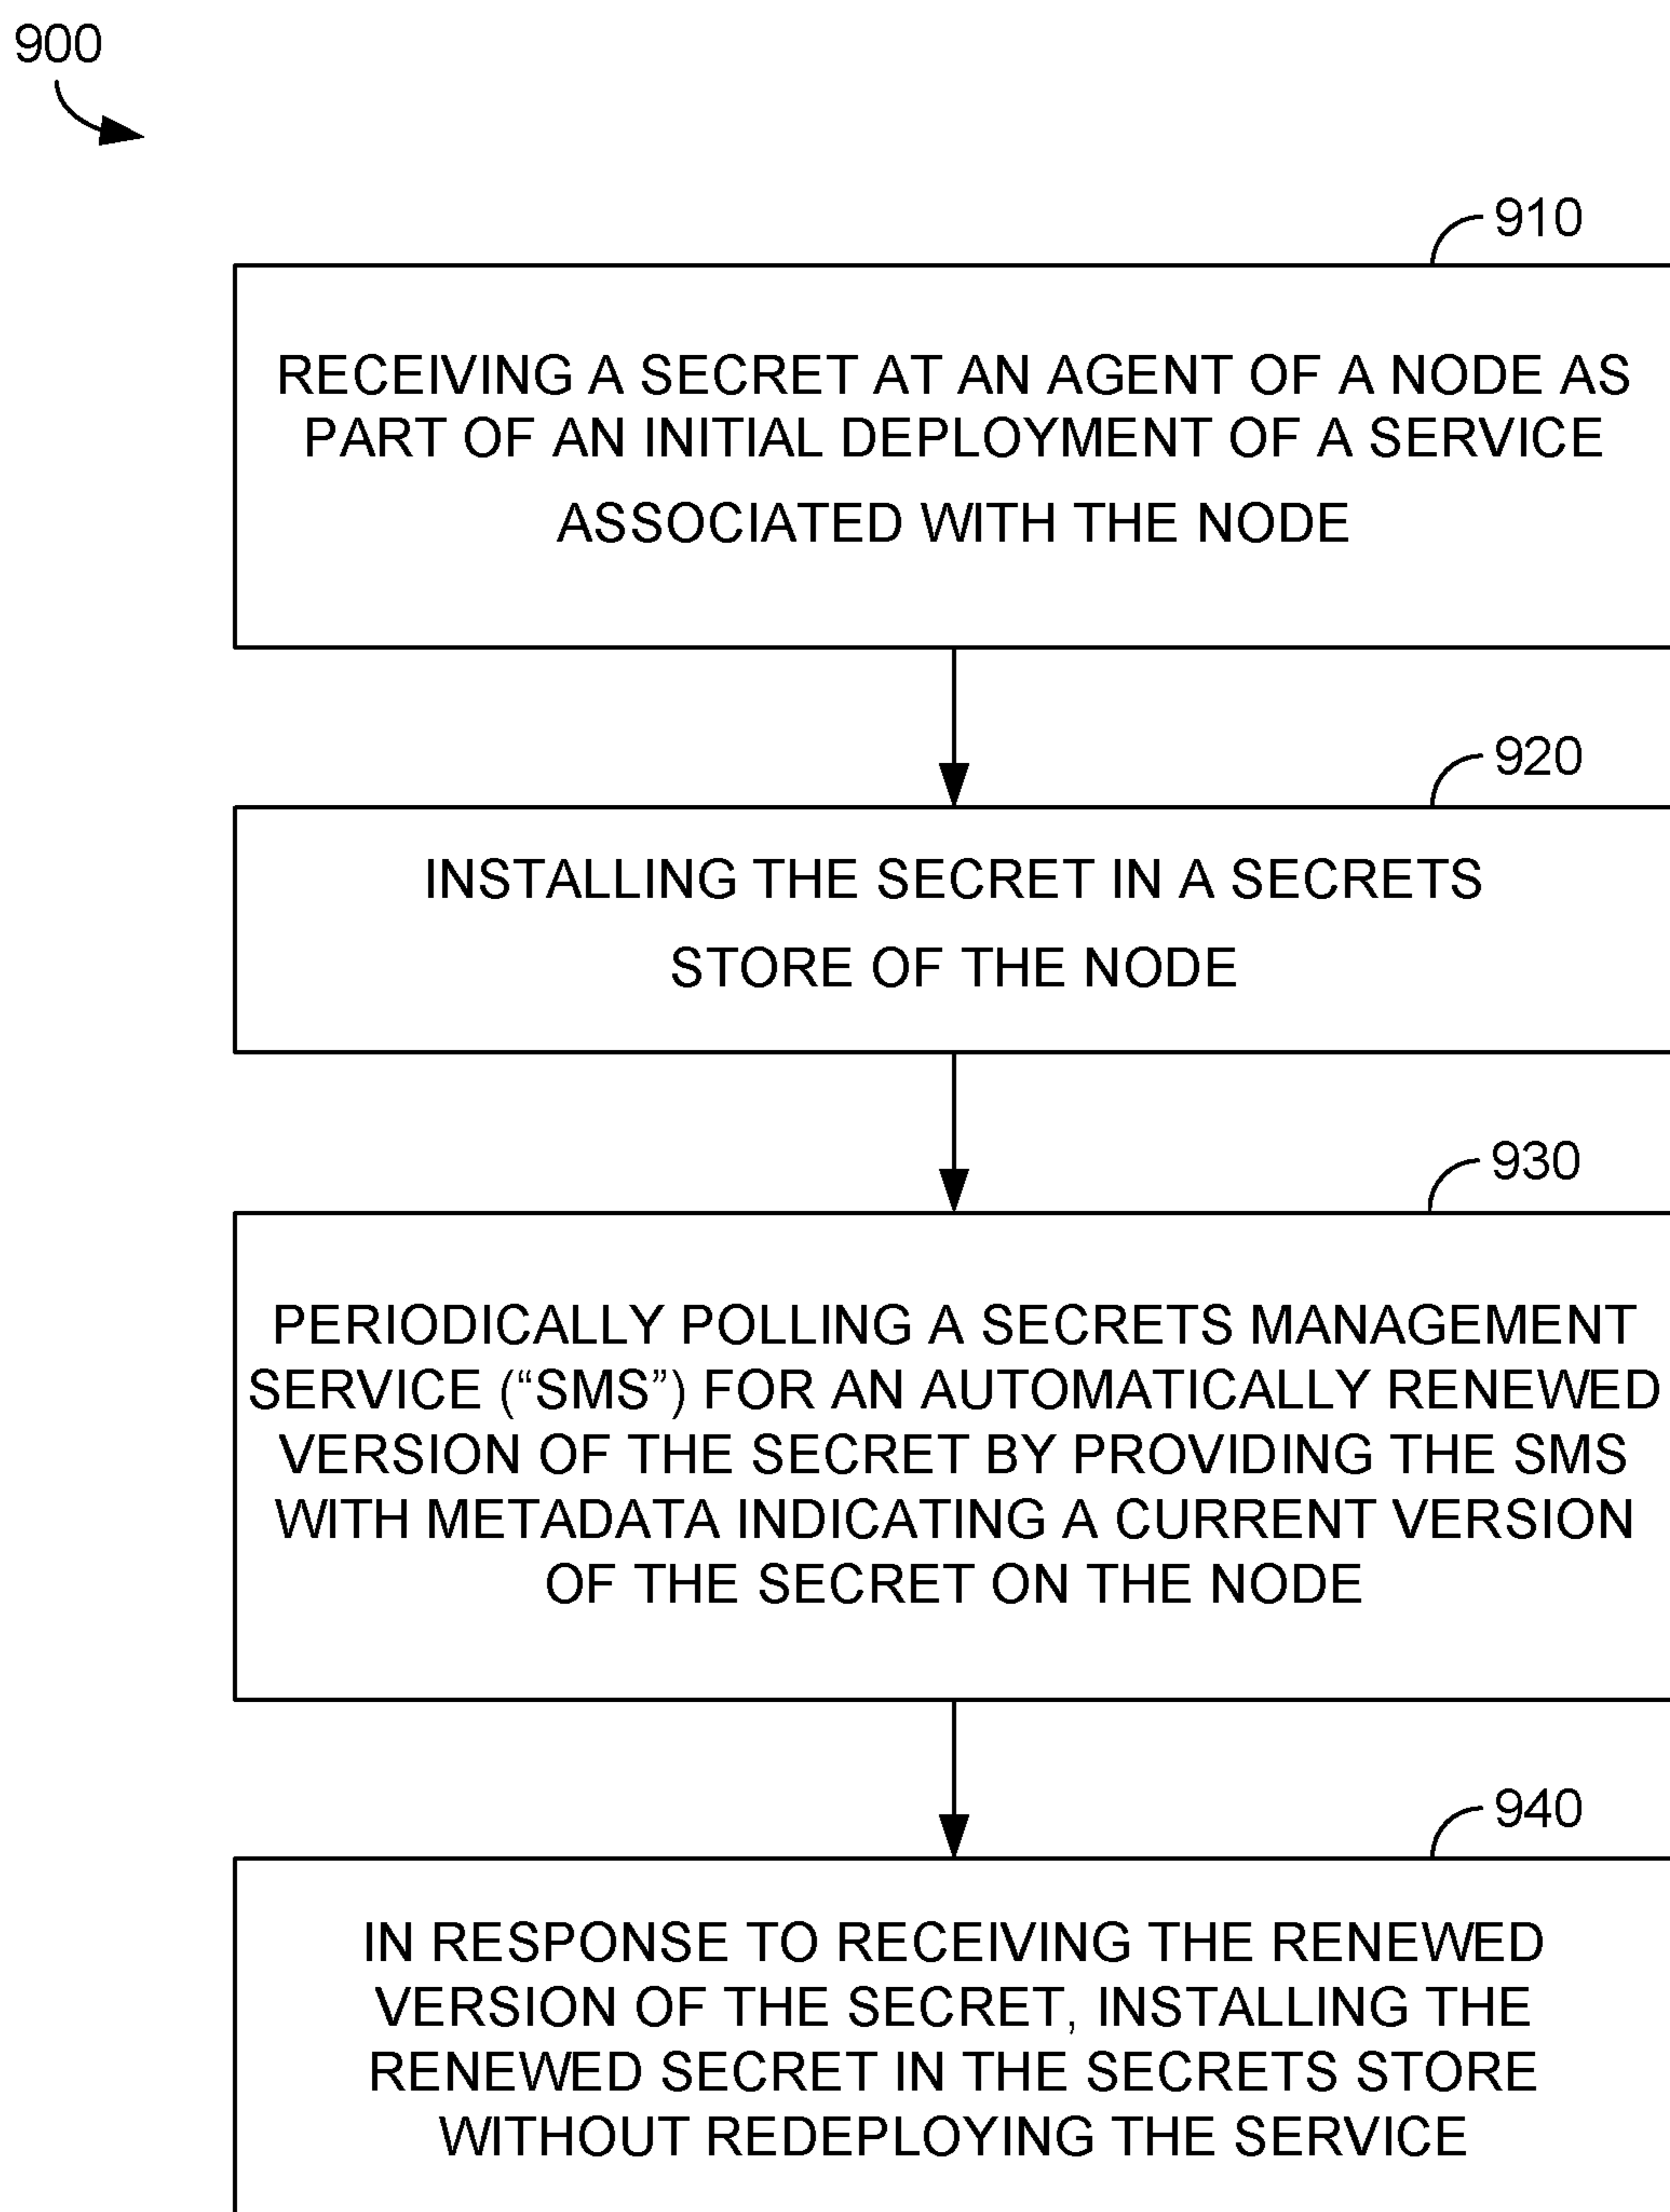 900
910
RECEIVING A SECRET AT AN AGENT OF A NODE AS
PART OF AN INITIAL DEPLOYMENT OF A SERVICE
ASSOCIATED WITH THE NODE
920
INSTALLING THE SECRET IN A SECRETS
STORE OF THE NODE
930
PERIODICALLY POLLING A SECRETS MANAGEMENT
SERVICE (“SMS”) FOR AN AUTOMATICALLY RENEWED
VERSION OF THE SECRET BY PROVIDING THE SMS
WITH METADATA INDICATING A CURRENT VERSION
OF THE SECRET ON THE NODE
940
IN RESPONSE TO RECEIVING THE RENEWED
VERSION OF THE SECRET, INSTALLING THE
RENEWED SECRET IN THE SECRETS STORE
WITHOUT REDEPLOYING THE SERVICE